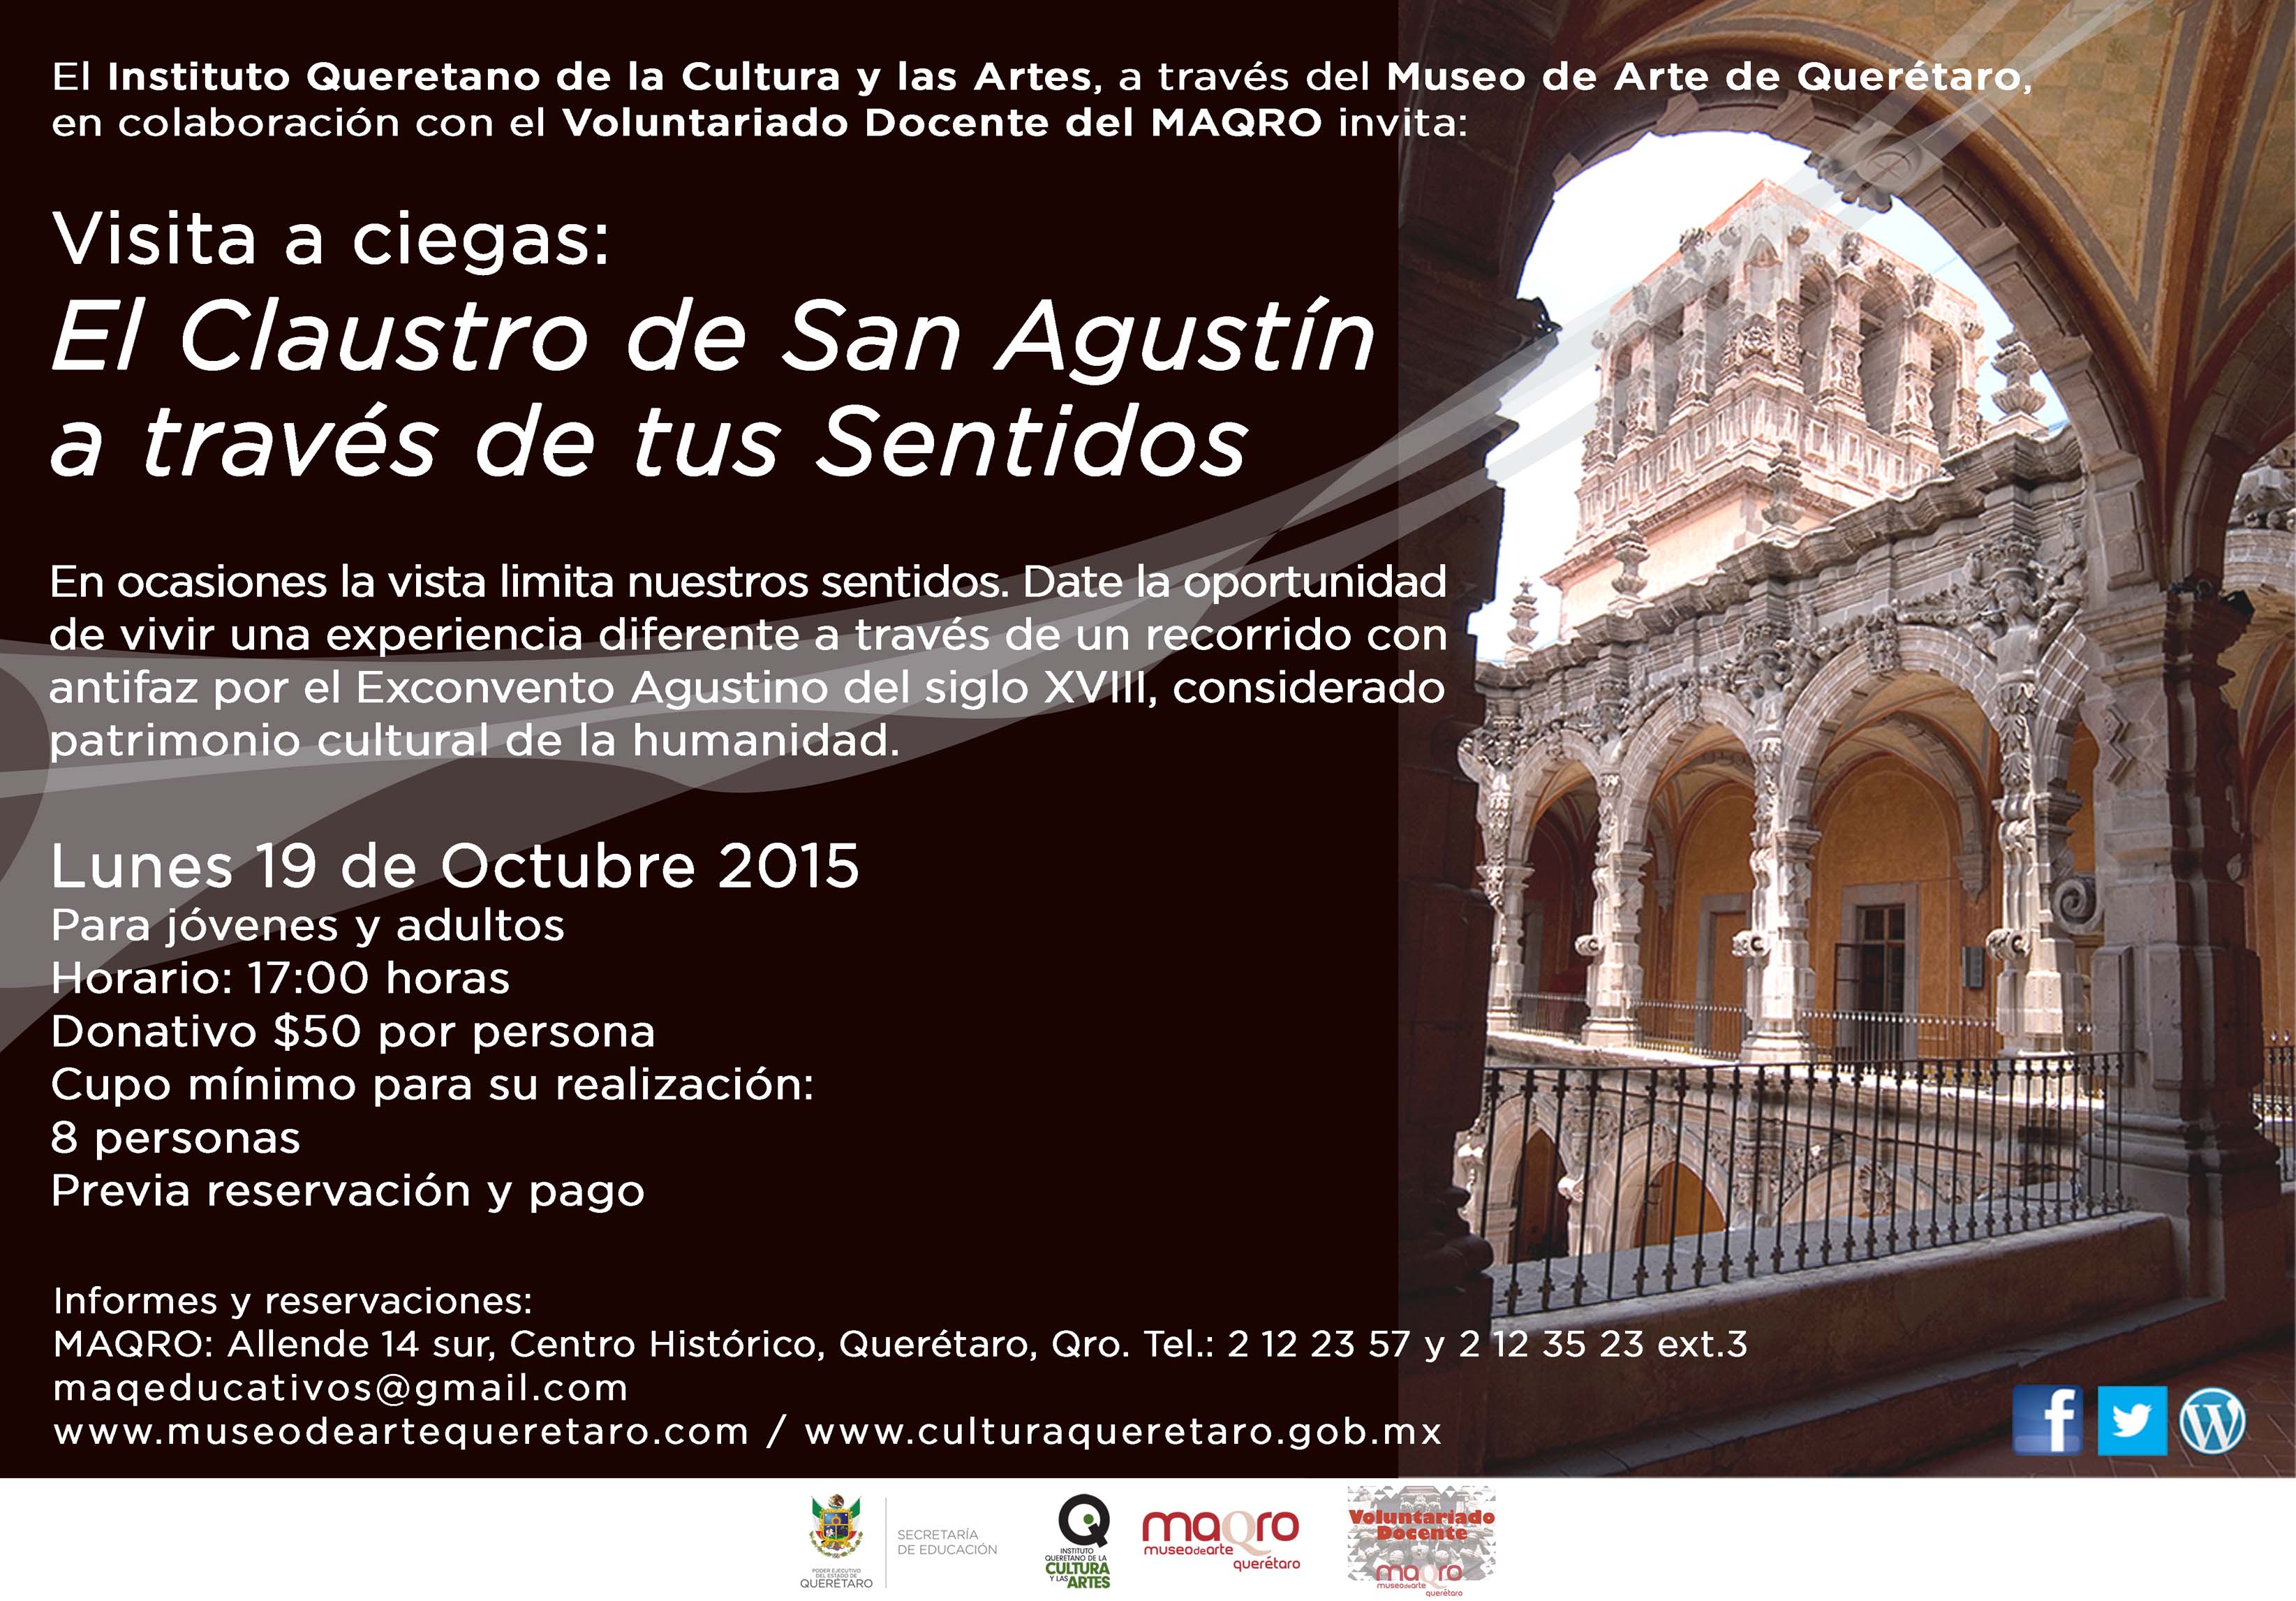 El Instituto Queretano de la Cultura y las Artes, a través del Museo de Arte de Querétaro,
en colaboración con el Voluntariado Docente del MAQRO invita:
Visita a ciegas:
El Claustro de San Agustín
a través de tus Sentidos
En ocasiones la vista limita nuestros sentidos. Date la oportunidad
de vivir una experiencia diferente a través de un recorrido con
antifaz por el Exconvento Agustino del siglo XVIII, considerado
patrimonio cultural de la humanidad.
Lunes 19 de Octubre 2015
Para jóvenes y adultos
Horario: 17:00 horas
Donativo $50 por persona
Cupo mínimo para su realización:
8 personas
Previa reservación y pago
Informes y reservaciones:
MAQRO: Allende 14 sur, Centro Histórico, Querétaro, Qro. Tel.: 2 12 23 57 y 2 12 35 23 ext.3
maqeducativos@gmail.com
www.museodeartequeretaro.com / www.culturaqueretaro.gob.mx
PODER EJECUTIVO
DEL ESTADO DE
QUERÉTARO
SECRETARÍA
DE EDUCACIÓN
INSTITUTO
QUERETANO DE LA
CULTURA
Y LAS ARTES
maQro
museodearte
querétaro
Voluntariado
Docente
maQro
museodearte
querétaro